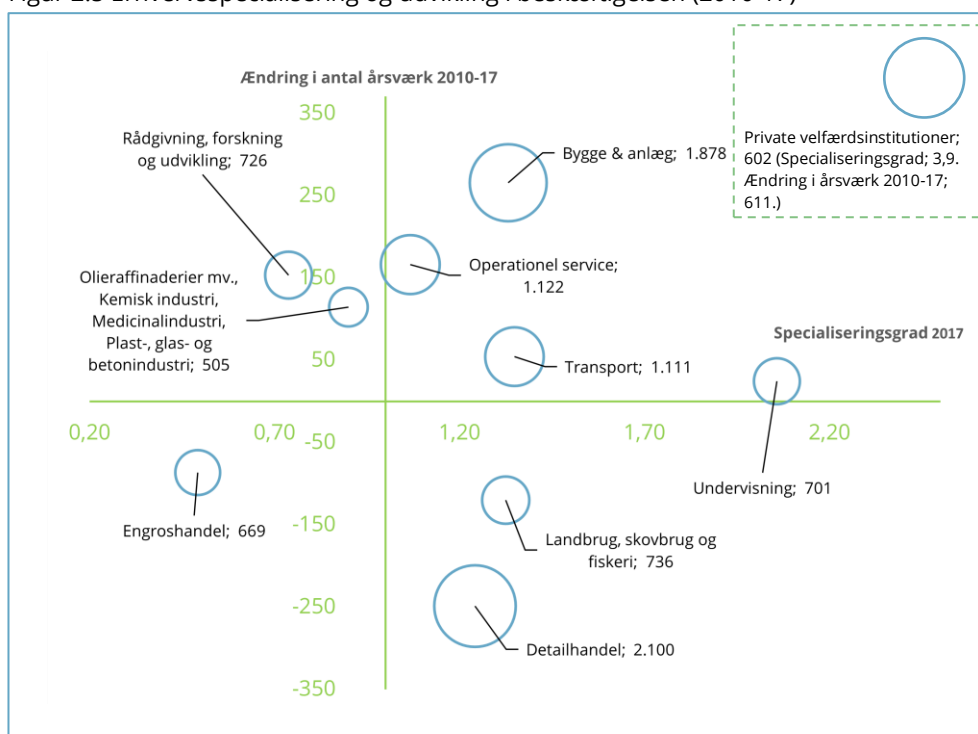 Ændring i antal årsværk 2010-17
350
Rådgivning, forskning
og udvikling; 726
Bygge & anlæg; 1.878
Private velfærdsinstitutioner;
602 (Specialiseringsgrad; 3,9.
Ændring i årsværk 2010-17;
611.)
250
Olieraffinaderier mv.,
Kemisk industri,
Medicinalindustri,
Plast-, glas- og
betonindustri; 505
150
Operationel service;
1.122
Specialiseringsgrad 2017
50
Transport; 1.111
0,20
0,70
1,20
1,70
2,20
-50
Undervisning; 701
Engroshandel; 669
-150
Landbrug, skovbrug og
fiskeri; 736
-250
Detailhandel; 2.100
-350